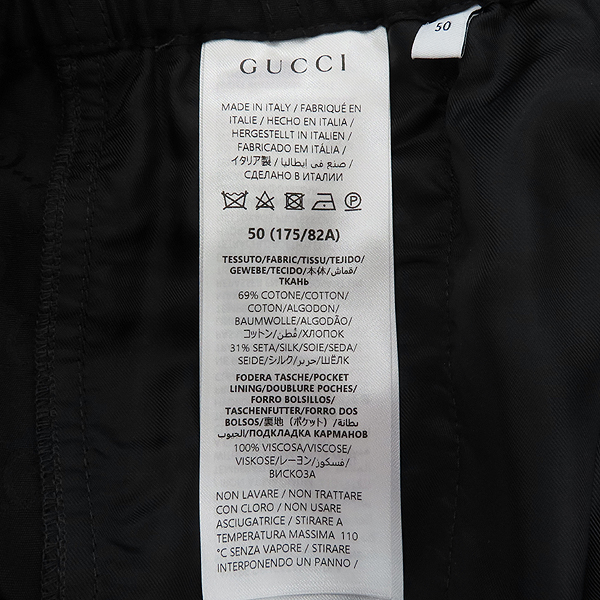 50
GUCCI
MADE IN ITALY / FABRIQUÉ EN
ITALIE / HECHO EN ITALIA /
HERGESTELLT IN ITALIEN /
FABRICADO EM ITÁLIA /
イタリア製 / صنع في إيطاليا /
СДЕЛАНО В ИТАЛИИ
50 (175/82A)
TESSUTO/FABRIC/TISSU/TEJIDO/
GEWEBE/TECIDO/本体/قماش/
ТКАНЬ
69% COTONE/COTTON/
COTON/ALGODON/
BAUMWOLLE/ALGODÃO/
コットン/قُطن/ХЛОПОК
31% SETA/SILK/SOIE/SEDA/
SEIDE/シルク/حرير/ШЁЛК
FODERA TASCHE/POCKET
LINING/DOUBLURE POCHES/
FORRO BOLSILLOS/
TASCHENFUTTER/FORRO DOS
BOLSOS/裏地 (ポケット) /بطانة
الجيوب/ПОДКЛАДКА КАРМАНОВ
100% VISCOSA/VISCOSE/
VISKOSE/レーヨン/فسكوز/
ВИСКОЗА
NON LAVARE / NON TRATTARE
CON CLORO / NON USARE
ASCIUGATRICE / STIRARE A
TEMPERATURA MASSIMA 110
°C SENZA VAPORE / STIRARE
INTERPONENDO UN PANNO /